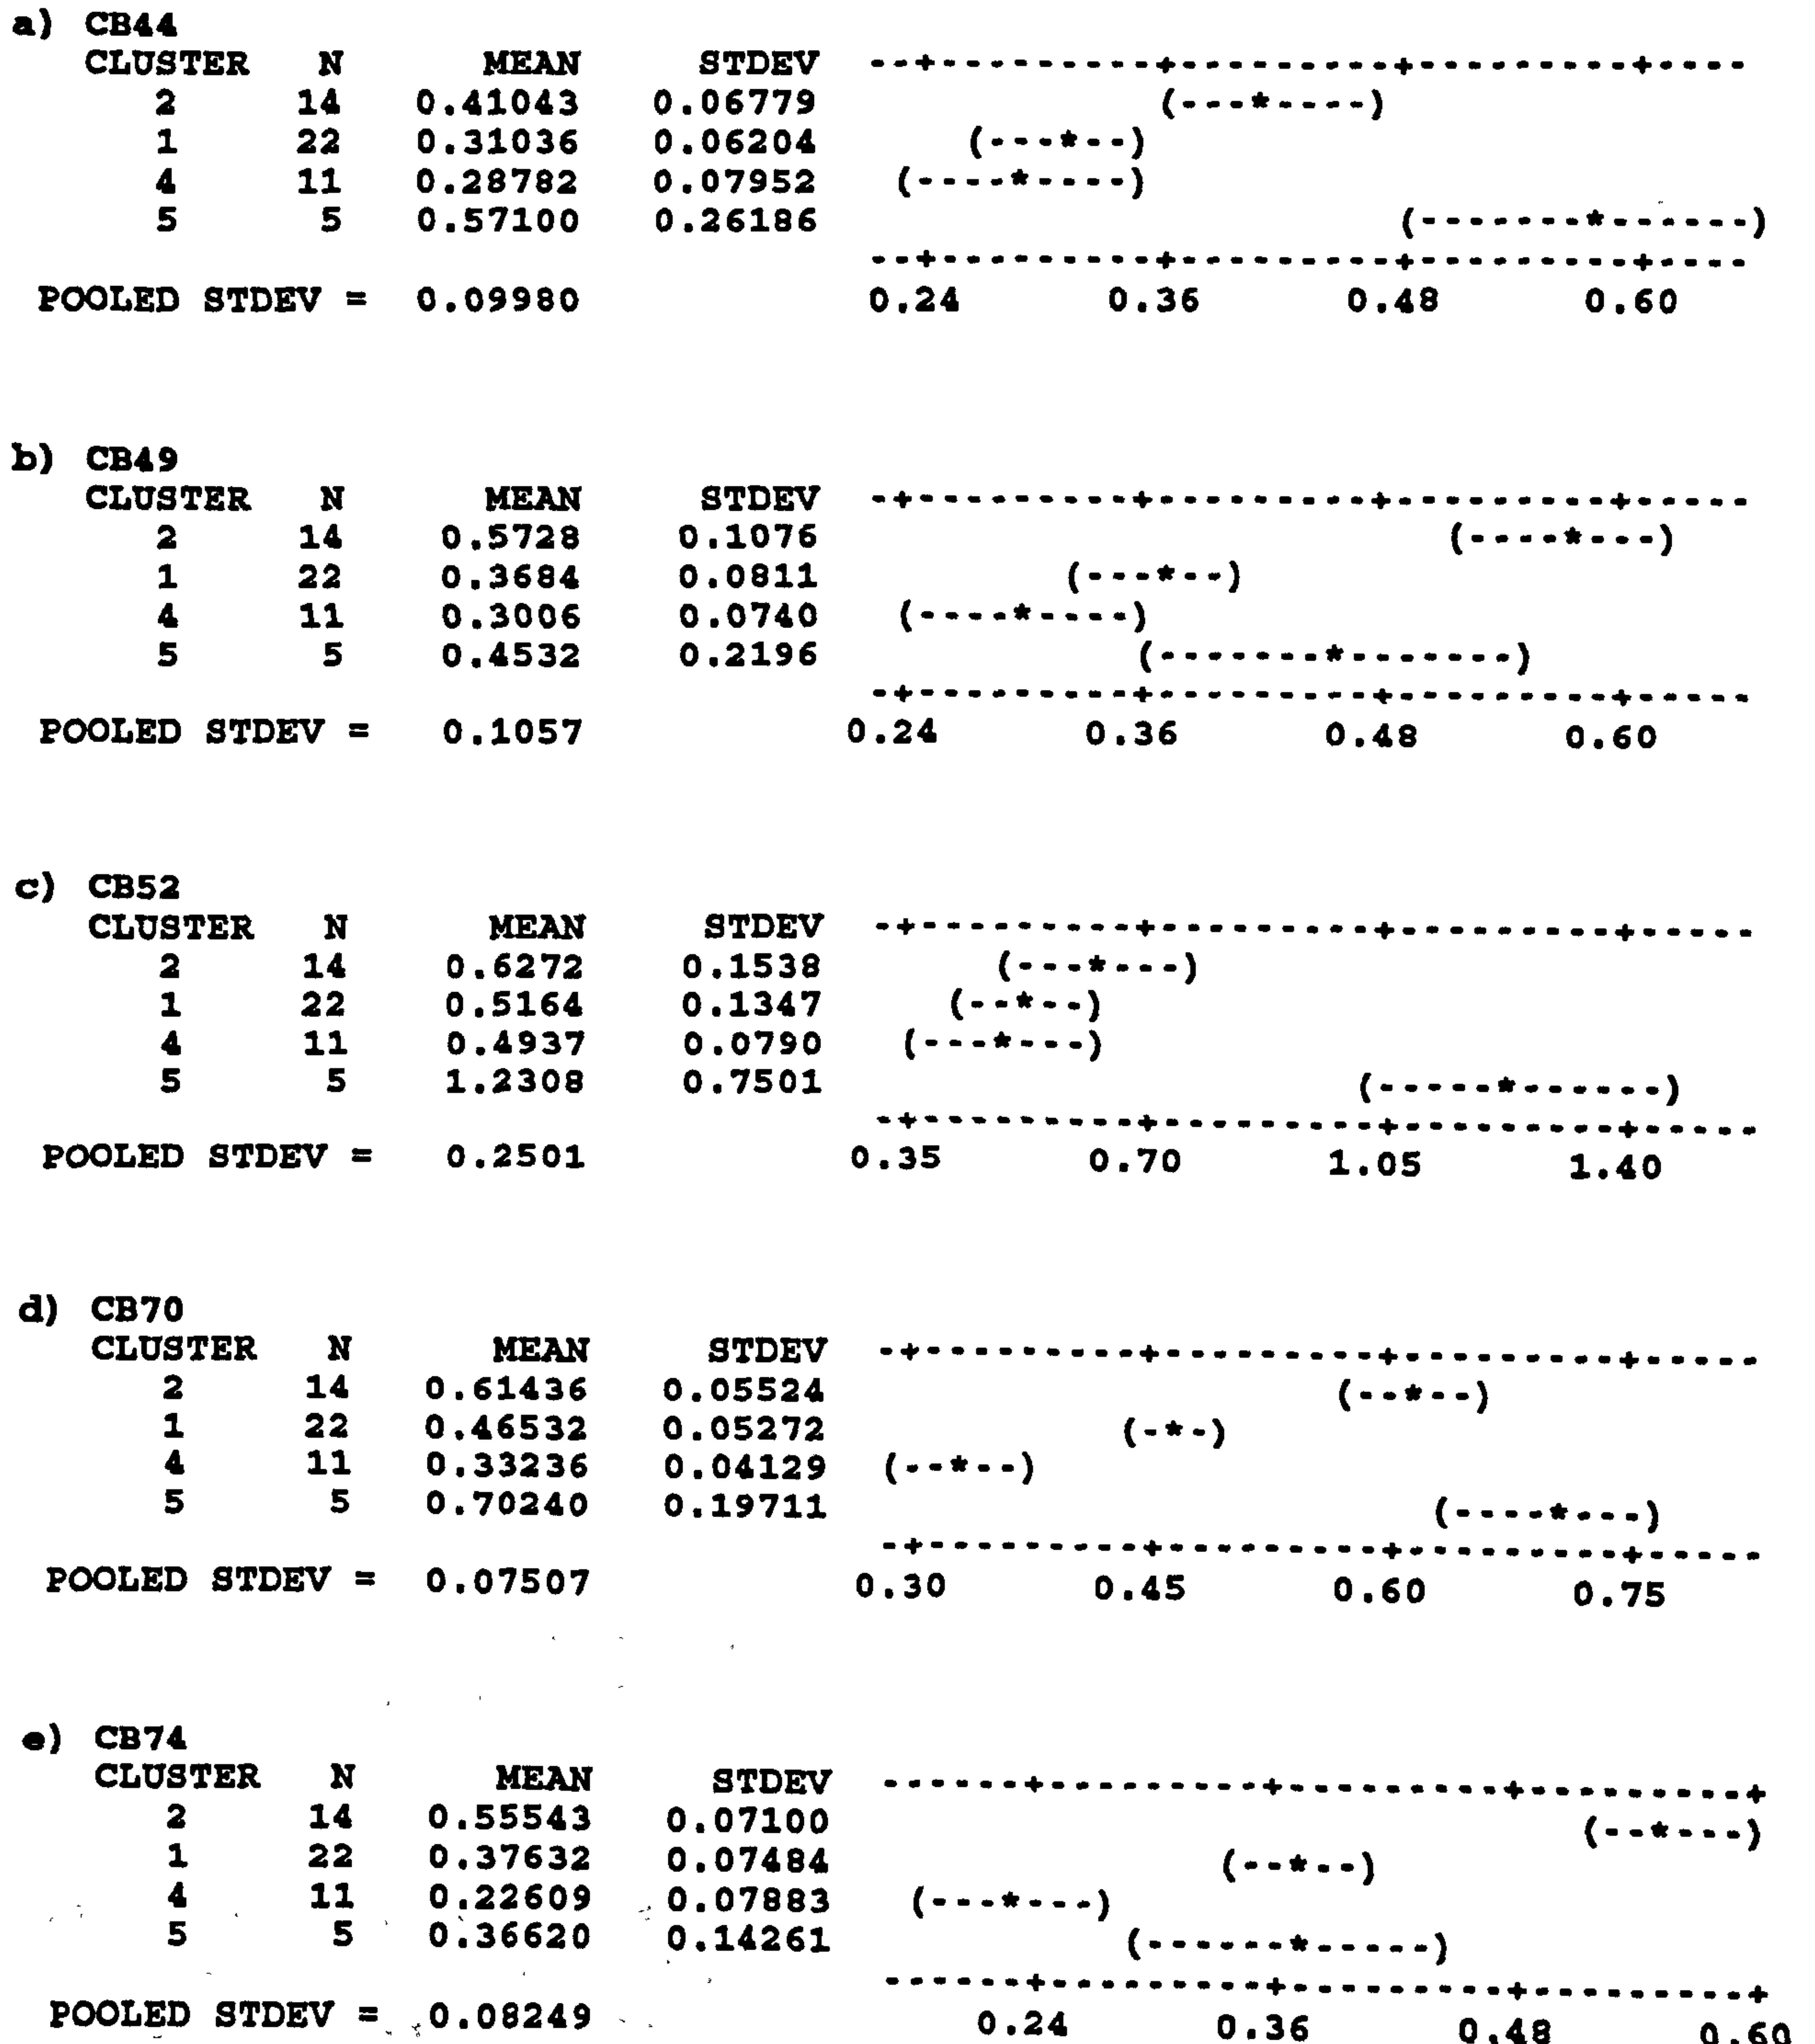 a) CB44
CLUSTER N MEAN STDEV --+---------+---------+---------+----
2 14 0.41043 0.06779 (---*----)
1 22 0.31036 0.06204 (---*--)
4 11 0.28782 0.07952 (----*----)
5 5 0.57100 0.26186 (-------*------)
--+---------+---------+---------+----
POOLED STDEV = 0.09980 0.24 0.36 0.48 0.60
b) CB49
CLUSTER N MEAN STDEV -+---------+---------+---------+-----
2 14 0.5728 0.1076 (----*---)
1 22 0.3684 0.0811 (---*--)
4 11 0.3006 0.0740 (----*----)
5 5 0.4532 0.2196 (-------*-------)
-+---------+---------+---------+-----
POOLED STDEV = 0.1057 0.24 0.36 0.48 0.60
c) CB52
CLUSTER N MEAN STDEV -+---------+---------+---------+-----
2 14 0.6272 0.1538 (---*---)
1 22 0.5164 0.1347 (--*--)
4 11 0.4937 0.0790 (---*---)
5 5 1.2308 0.7501 (-----*------)
-+---------+---------+---------+-----
POOLED STDEV = 0.2501 0.35 0.70 1.05 1.40
d) CB70
CLUSTER N MEAN STDEV -+---------+---------+---------+-----
2 14 0.61436 0.05524 (--*--)
1 22 0.46532 0.05272 (-*-)
4 11 0.33236 0.04129 (--*--)
5 5 0.70240 0.19711 (----*---)
-+---------+---------+---------+-----
POOLED STDEV = 0.07507 0.30 0.45 0.60 0.75
e) CB74
CLUSTER N MEAN STDEV ------+---------+---------+---------+
2 14 0.55543 0.07100 (--*---)
1 22 0.37632 0.07484 (--*--)
4 11 0.22609 0.07883 (---*---)
5 5 0.36620 0.14261 (------*-----)
------+---------+---------+---------+
POOLED STDEV = 0.08249 0.24 0.36 0.48 0.60